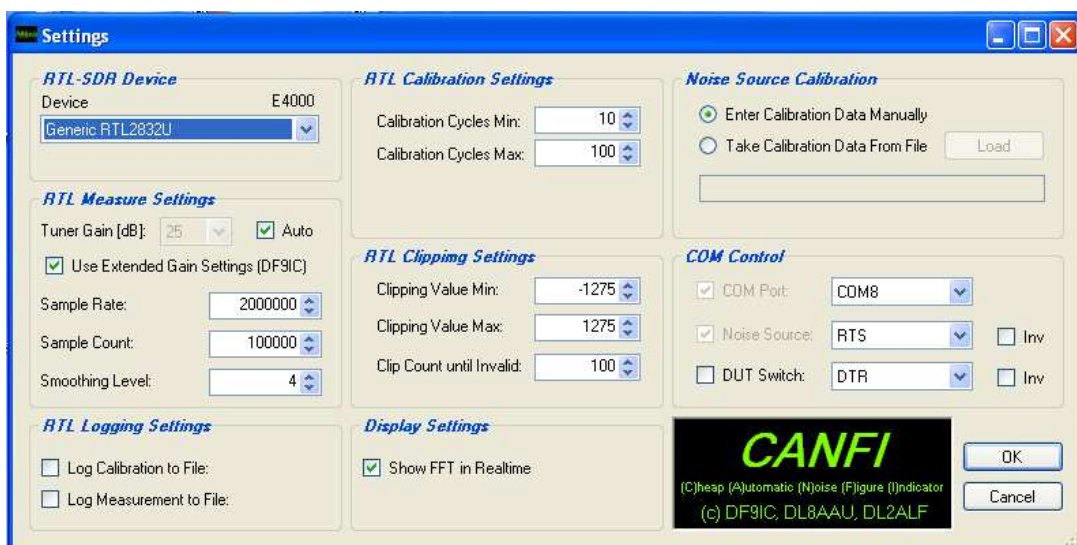 Settings
RTL-SDR Device
Device E4000
Generic RTL2832U
RTL Measure Settings
Tuner Gain [dB]: 25 Auto
Use Extended Gain Settings (DF9IC)
Sample Rate: 2000000
Sample Count: 100000
Smoothing Level: 4
RTL Logging Settings
Log Calibration to File:
Log Measurement to File:
RTL Calibration Settings
Calibration Cycles Min: 10
Calibration Cycles Max: 100
RTL Clippimg Settings
Clipping Value Min: -1275
Clipping Value Max: 1275
Clip Count until Invalid: 100
Display Settings
Show FFT in Realtime
Noise Source Calibration
Enter Calibration Data Manually
Take Calibration Data From File Load
COM Control
COM Port: COM8
Noise Source: RTS Inv
DUT Switch: DTR Inv
CANFI
(C)heap (A)utomatic (N)oise (F)igure (I)ndicator
(c) DF9IC, DL8AAU, DL2ALF
OK
Cancel